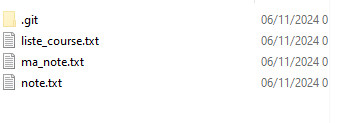 .git 06/11/2024 0
liste_course.txt 06/11/2024 0
ma_note.txt 06/11/2024 0
note.txt 06/11/2024 0